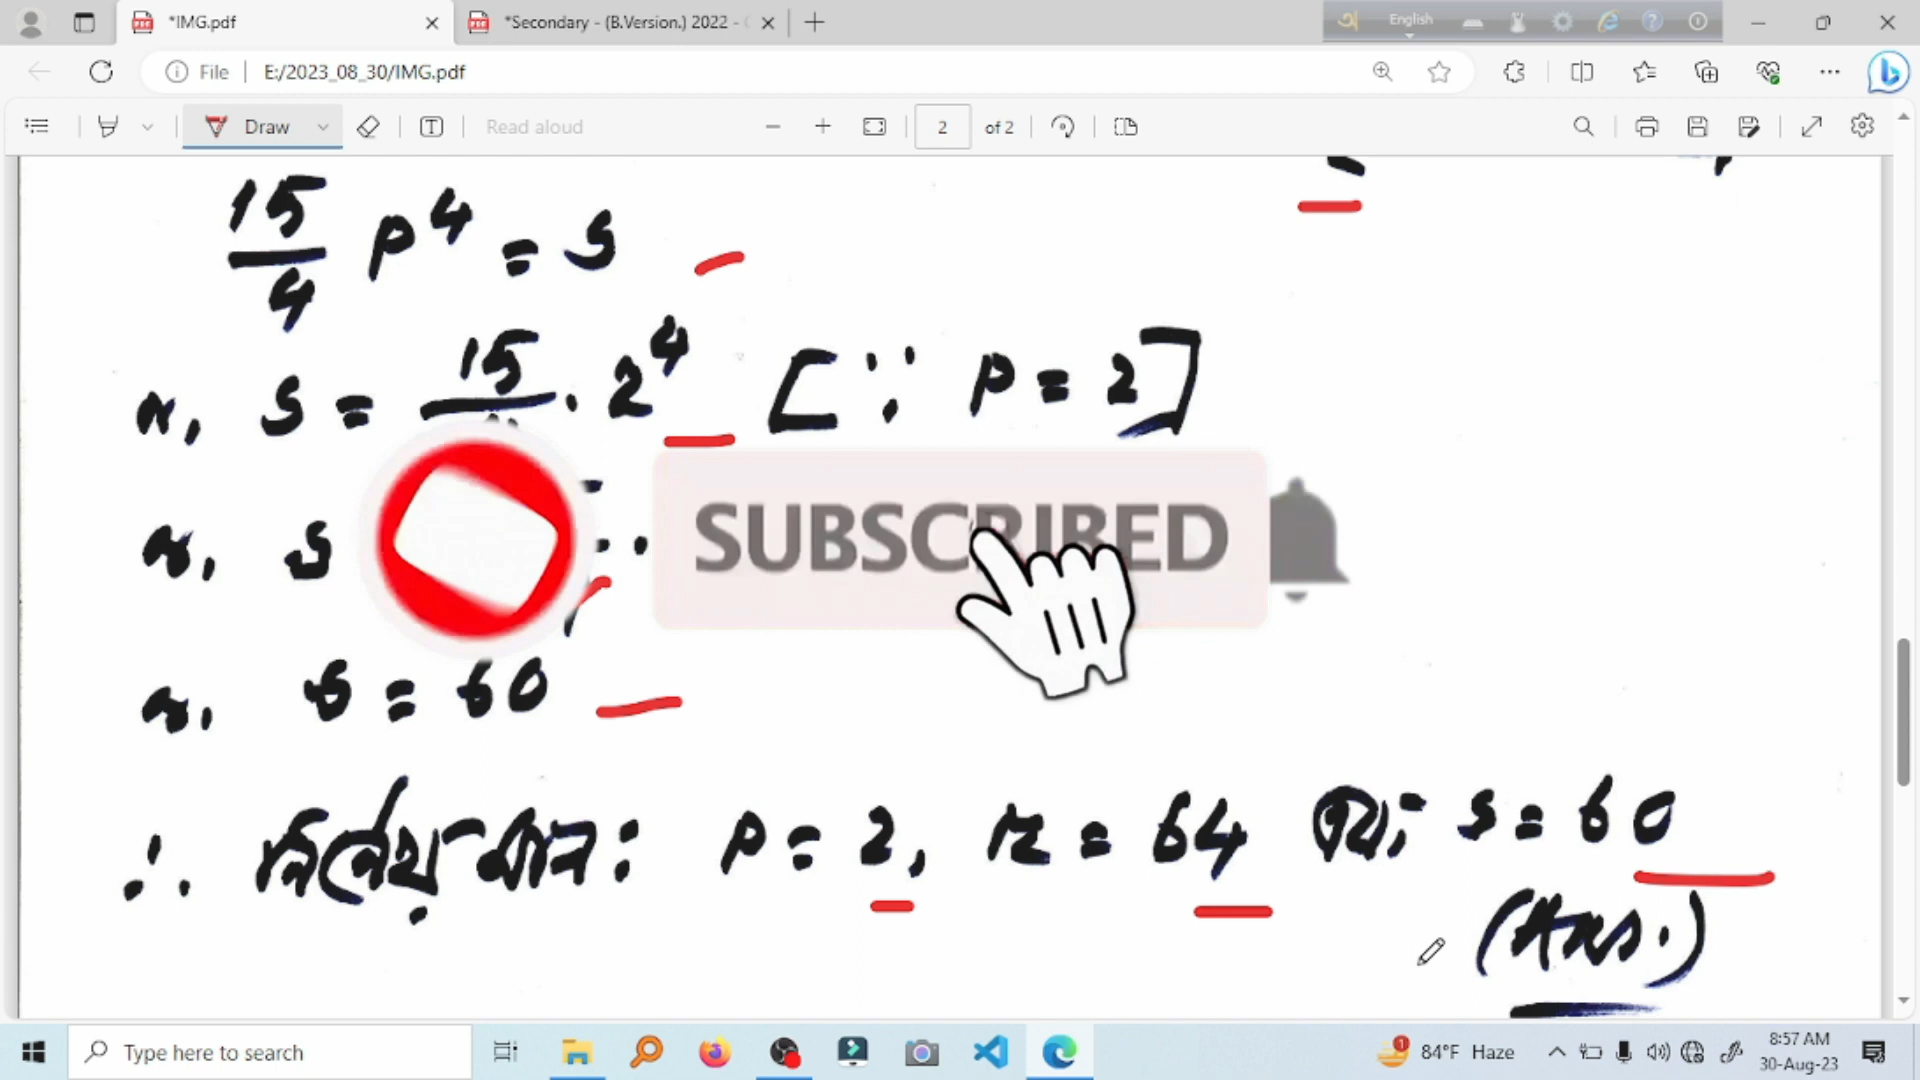 *IMG.pdf
*Secondary - (B.Version.) 2022 -
English
File
E:/2023_08_30/IMG.pdf
Draw
Read aloud
2 of 2
15/4 p⁴ = s
বা, s = 15/ · 2⁴ [∵ p = 2]
বা, s
SUBSCRIBED
বা, s = 60
∴ নির্ণেয় মান: p = 2, r = 64 এবং s = 60
(Ans.)
Type here to search
1
84°F Haze
8:57 AM
30-Aug-23